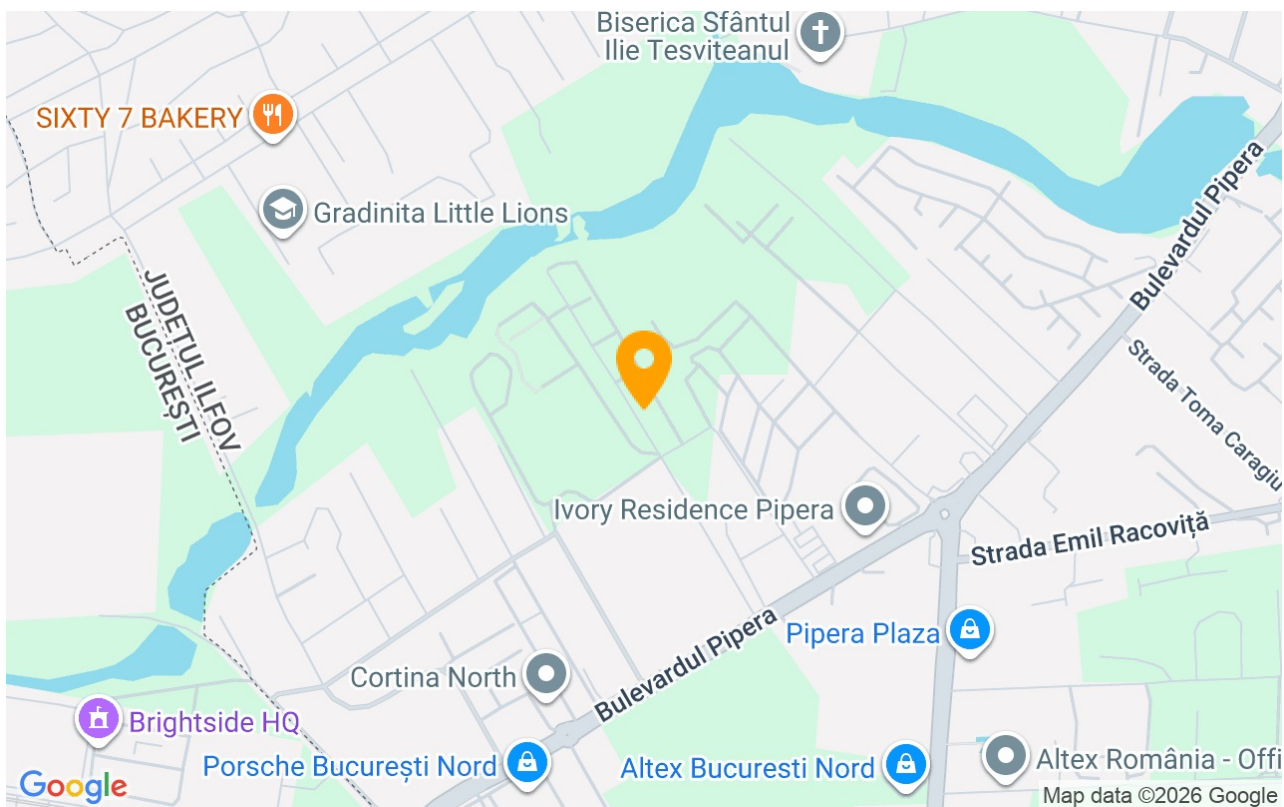 Biserica Sfântul
Ilie Tesviteanul
SIXTY 7 BAKERY
Gradinita Little Lions
Bulevardul Pipera
JUDEȚUL ILFOV
BUCUREȘTI
Strada Toma Caragiu
Ivory Residence Pipera
Strada Emil Racoviță
Bulevardul Pipera
Pipera Plaza
Cortina North
Brightside HQ
Porsche București Nord
Altex Bucuresti Nord
Altex România - Offi
Google
Map data ©2026 Google